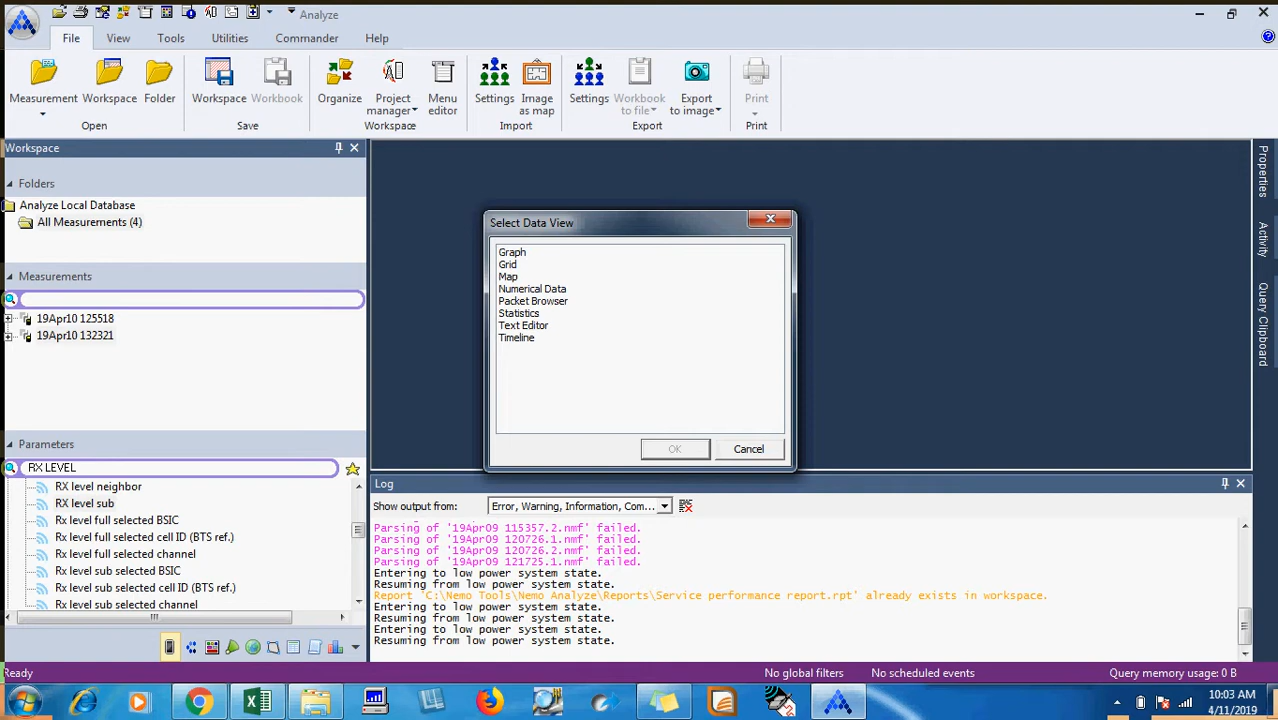 Analyze
File View Tools Utilities Commander Help
Measurement Workspace Folder
Open
Workspace Workbook
Save
Organize Project manager Menu editor
Workspace
Settings Image as map
Import
Settings Workbook to file Export to image
Export
Print
Print
Workspace
Folders
Analyze Local Database
All Measurements (4)
Measurements
19Apr10 125518
19Apr10 132321
Parameters
RX LEVEL
RX level neighbor
RX level sub
Rx level full selected BSIC
Rx level full selected cell ID (BTS ref.)
Rx level full selected channel
Rx level sub selected BSIC
Rx level sub selected cell ID (BTS ref.)
Rx level sub selected channel
Select Data View
Graph
Grid
Map
Numerical Data
Packet Browser
Statistics
Text Editor
Timeline
OK Cancel
Properties
Activity
Query Clipboard
Log
Show output from: Error, Warning, Information, Com...
Parsing of '19Apr09 115357.2.nmf' failed.
Parsing of '19Apr09 120726.1.nmf' failed.
Parsing of '19Apr09 120726.2.nmf' failed.
Parsing of '19Apr09 121725.1.nmf' failed.
Entering to low power system state.
Resuming from low power system state.
Report 'C:\Nemo Tools\Nemo Analyze\Reports\Service performance report.rpt' already exists in workspace.
Entering to low power system state.
Resuming from low power system state.
Entering to low power system state.
Resuming from low power system state.
Ready No global filters No scheduled events Query memory usage: 0 B
10:03 AM
4/11/2019